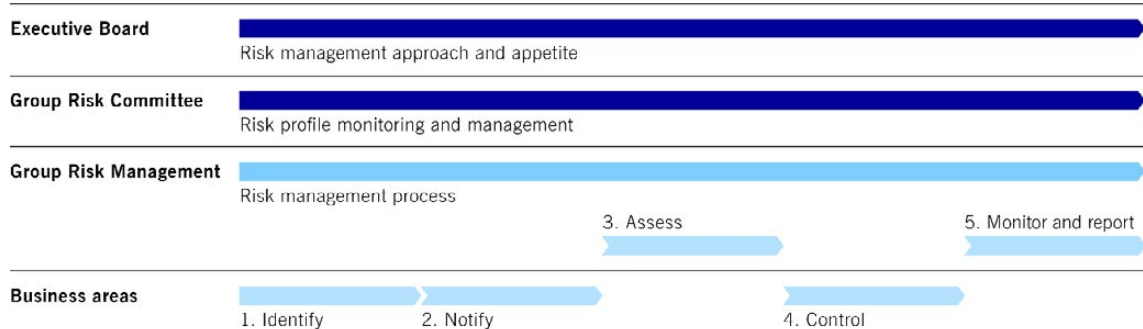 Executive Board
Risk management approach and appetite
Group Risk Committee
Risk profile monitoring and management
Group Risk Management
Risk management process
3. Assess
5. Monitor and report
Business areas
1. Identify
2. Notify
4. Control